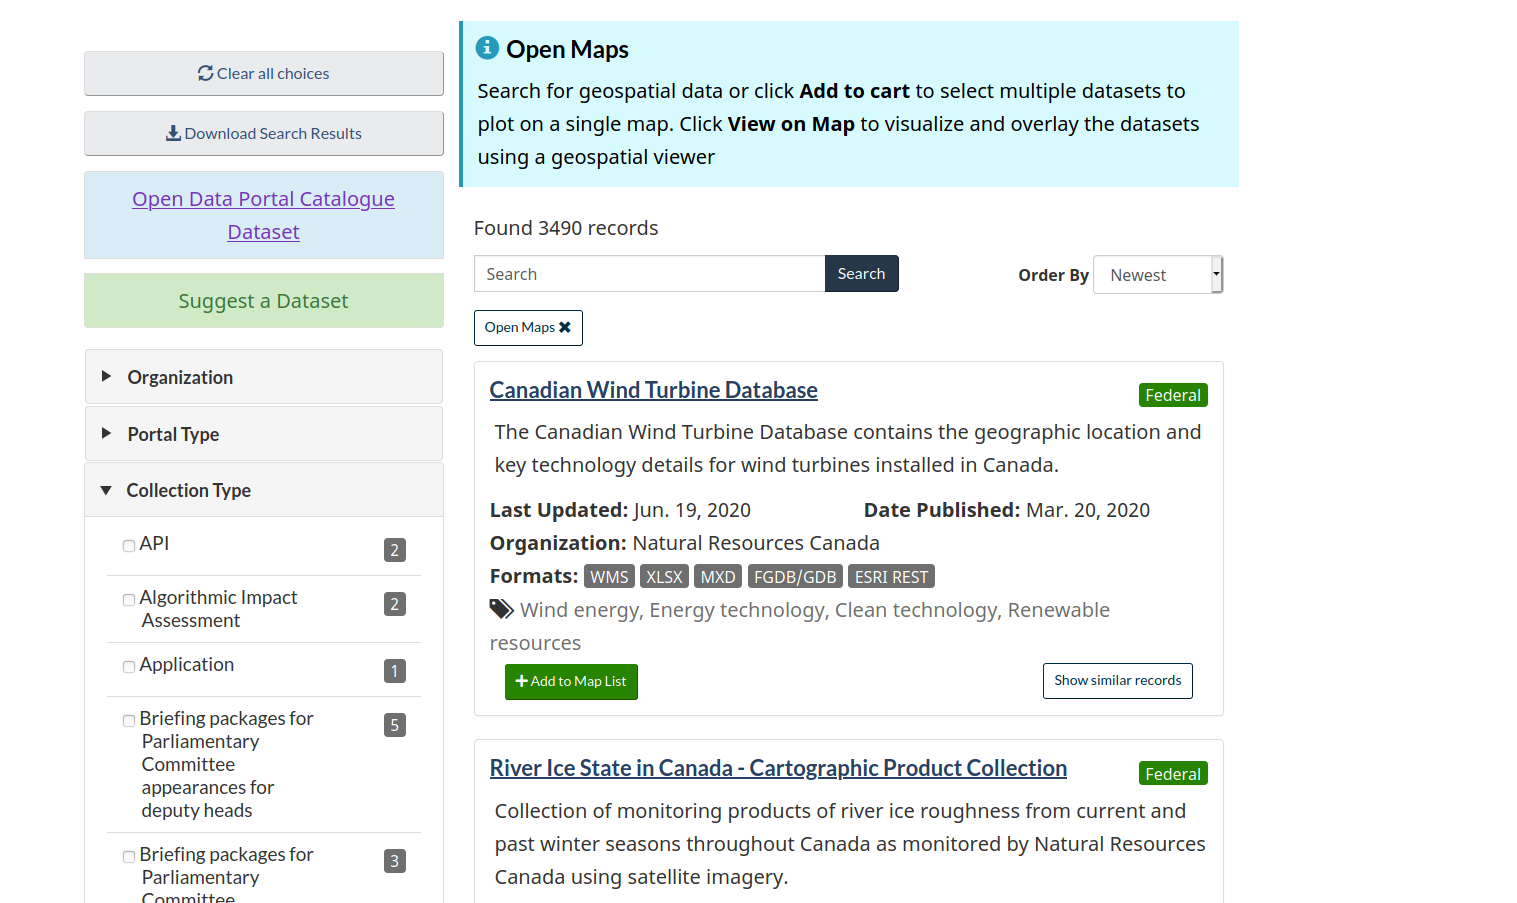 Clear all choices
Download Search Results
Open Data Portal Catalogue
Dataset
Suggest a Dataset
Organization
Portal Type
Collection Type
API 2
Algorithmic Impact 2
Assessment
Application 1
Briefing packages for 5
Parliamentary
Committee
appearances for
deputy heads
Briefing packages for 3
Parliamentary
Committee
Open Maps
Search for geospatial data or click Add to cart to select multiple datasets to
plot on a single map. Click View on Map to visualize and overlay the datasets
using a geospatial viewer
Found 3490 records
Search Search Order By Newest
Open Maps ✖
Canadian Wind Turbine Database Federal
The Canadian Wind Turbine Database contains the geographic location and
key technology details for wind turbines installed in Canada.
Last Updated: Jun. 19, 2020 Date Published: Mar. 20, 2020
Organization: Natural Resources Canada
Formats: WMS XLSX MXD FGDB/GDB ESRI REST
Wind energy, Energy technology, Clean technology, Renewable
resources
+ Add to Map List Show similar records
River Ice State in Canada - Cartographic Product Collection Federal
Collection of monitoring products of river ice roughness from current and
past winter seasons throughout Canada as monitored by Natural Resources
Canada using satellite imagery.